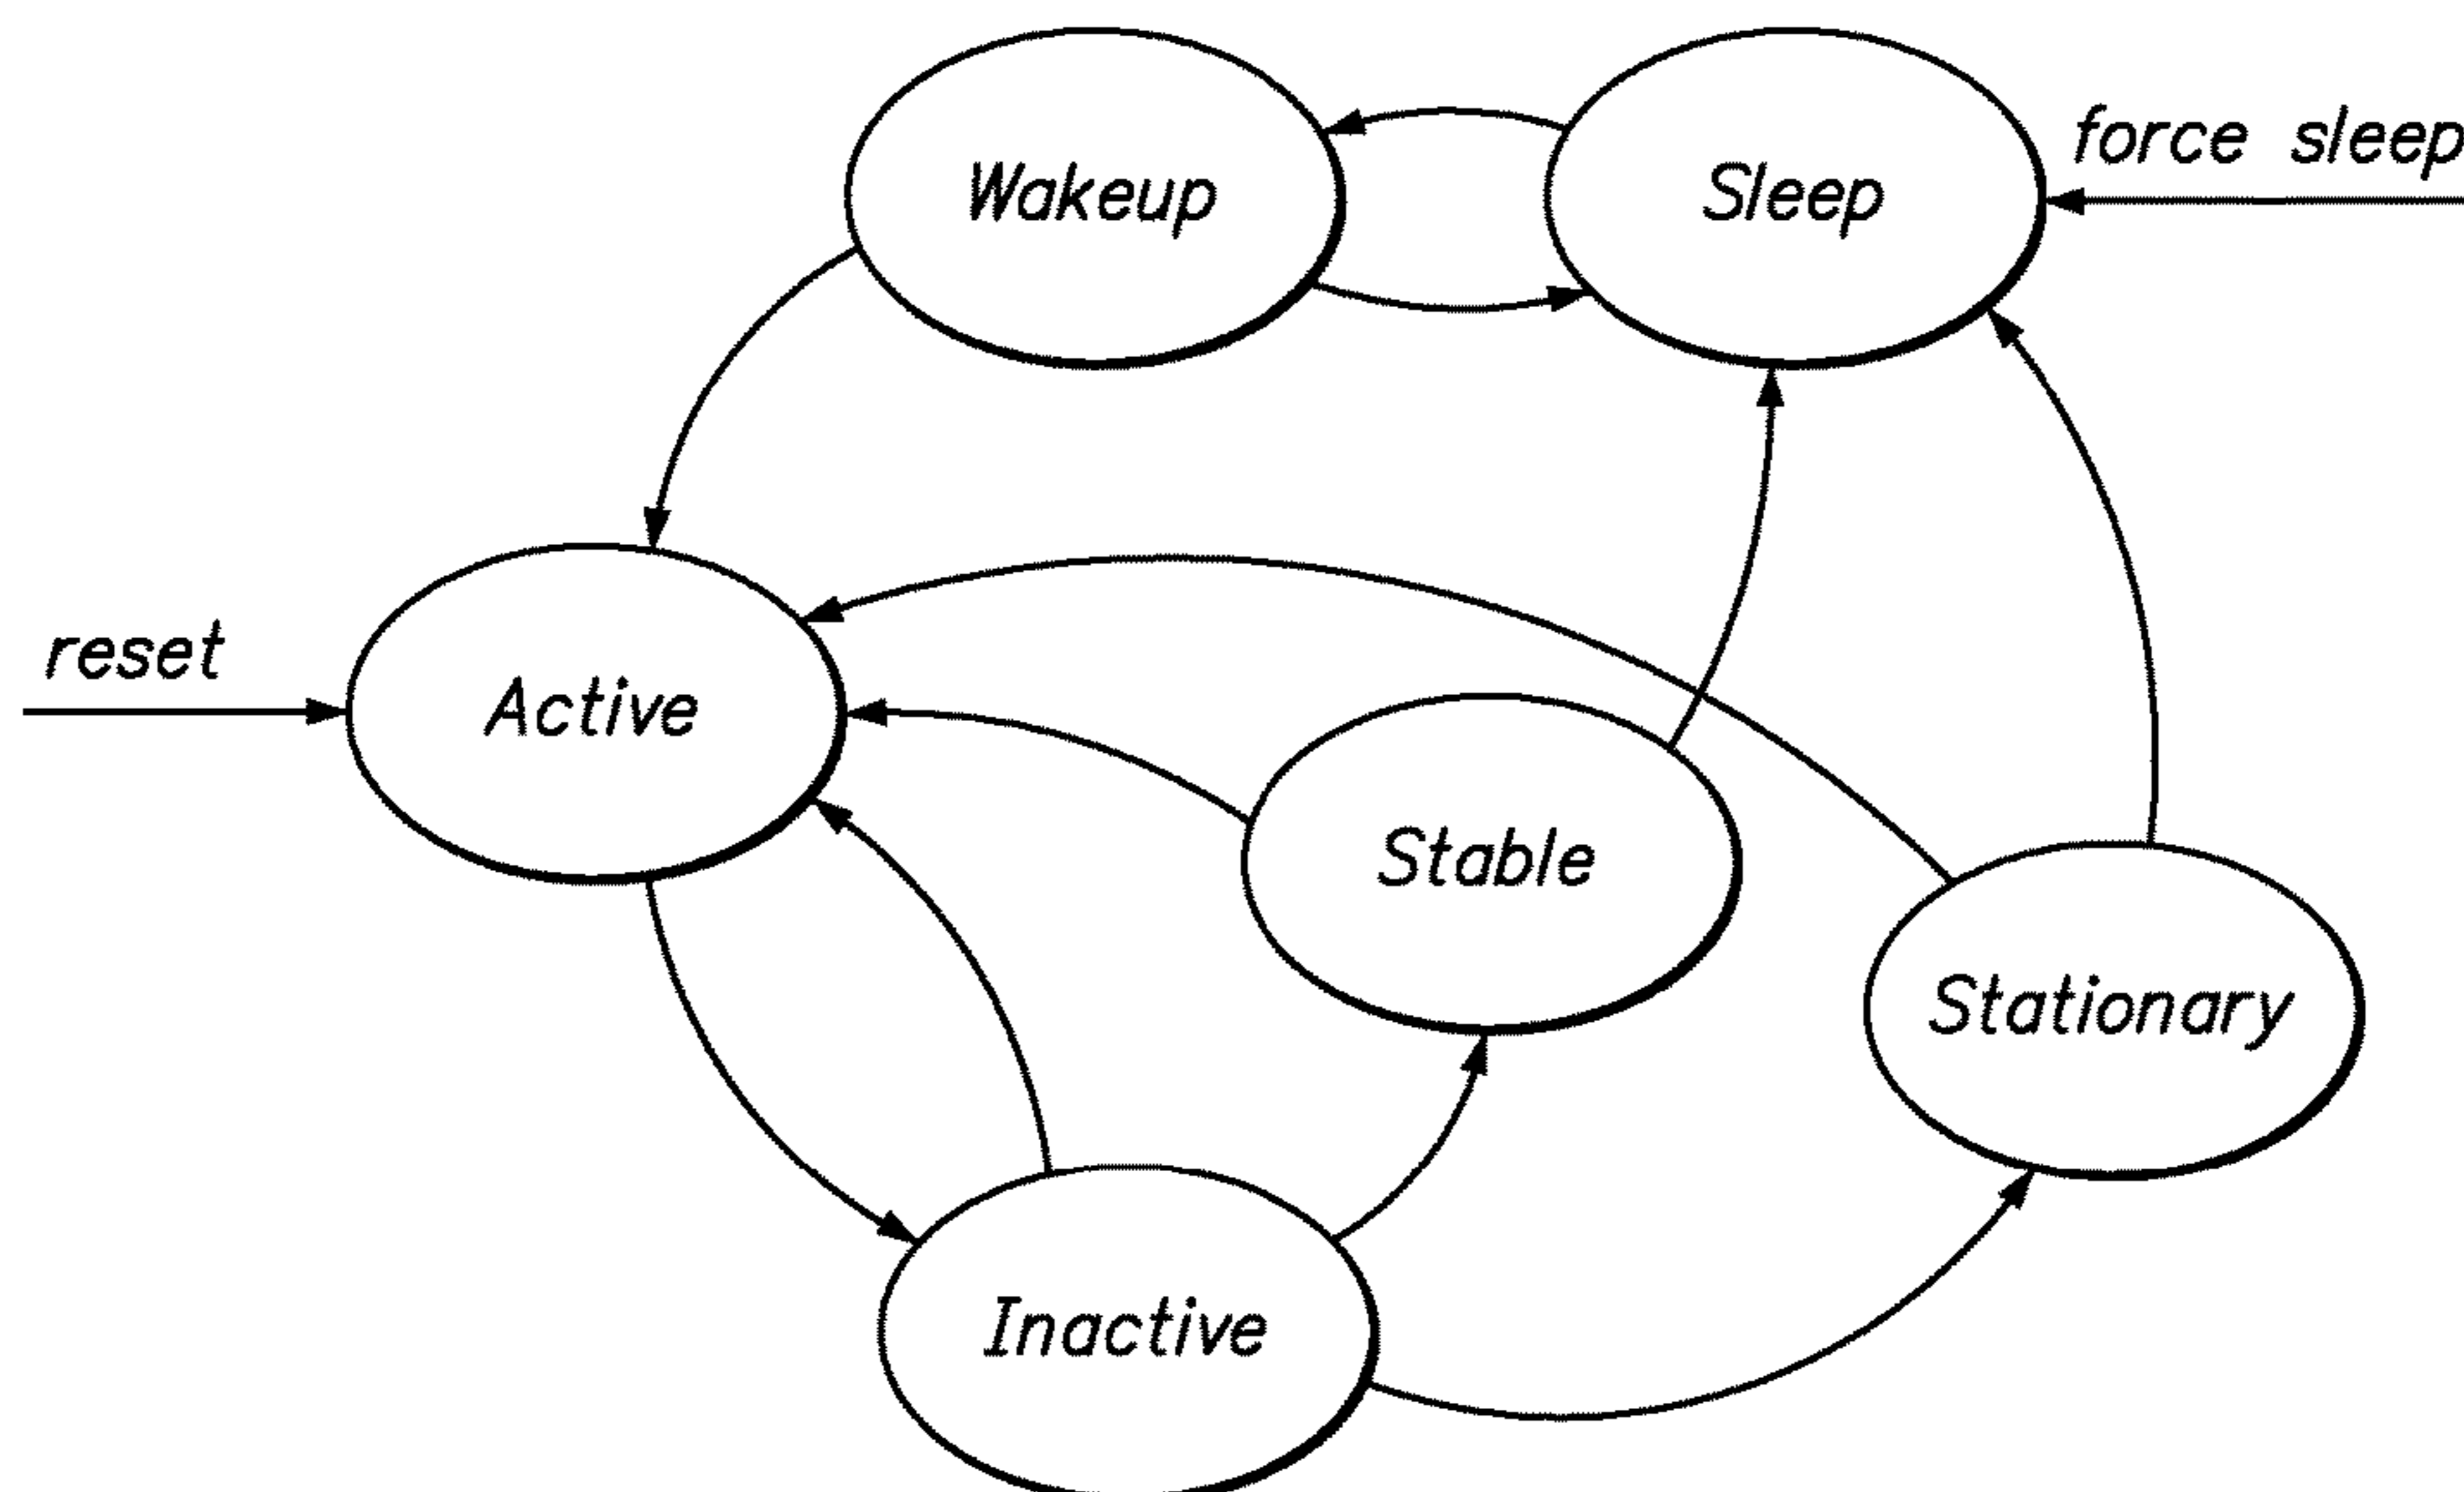 Wakeup
Sleep
force sleep
reset
Active
Stable
Stationary
Inactive